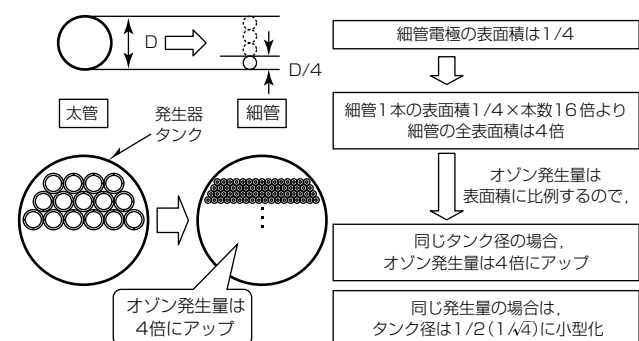 D
D/4
太管
発生器
タンク
細管
オゾン発生量は
4倍にアップ
細管電極の表面積は1/4
細管1本の表面積1/4×本数16倍より
細管の全表面積は4倍
オゾン発生量は
表面積に比例するので,
同じタンク径の場合,
オゾン発生量は4倍にアップ
同じ発生量の場合は,
タンク径は1/2(1/√4)に小型化